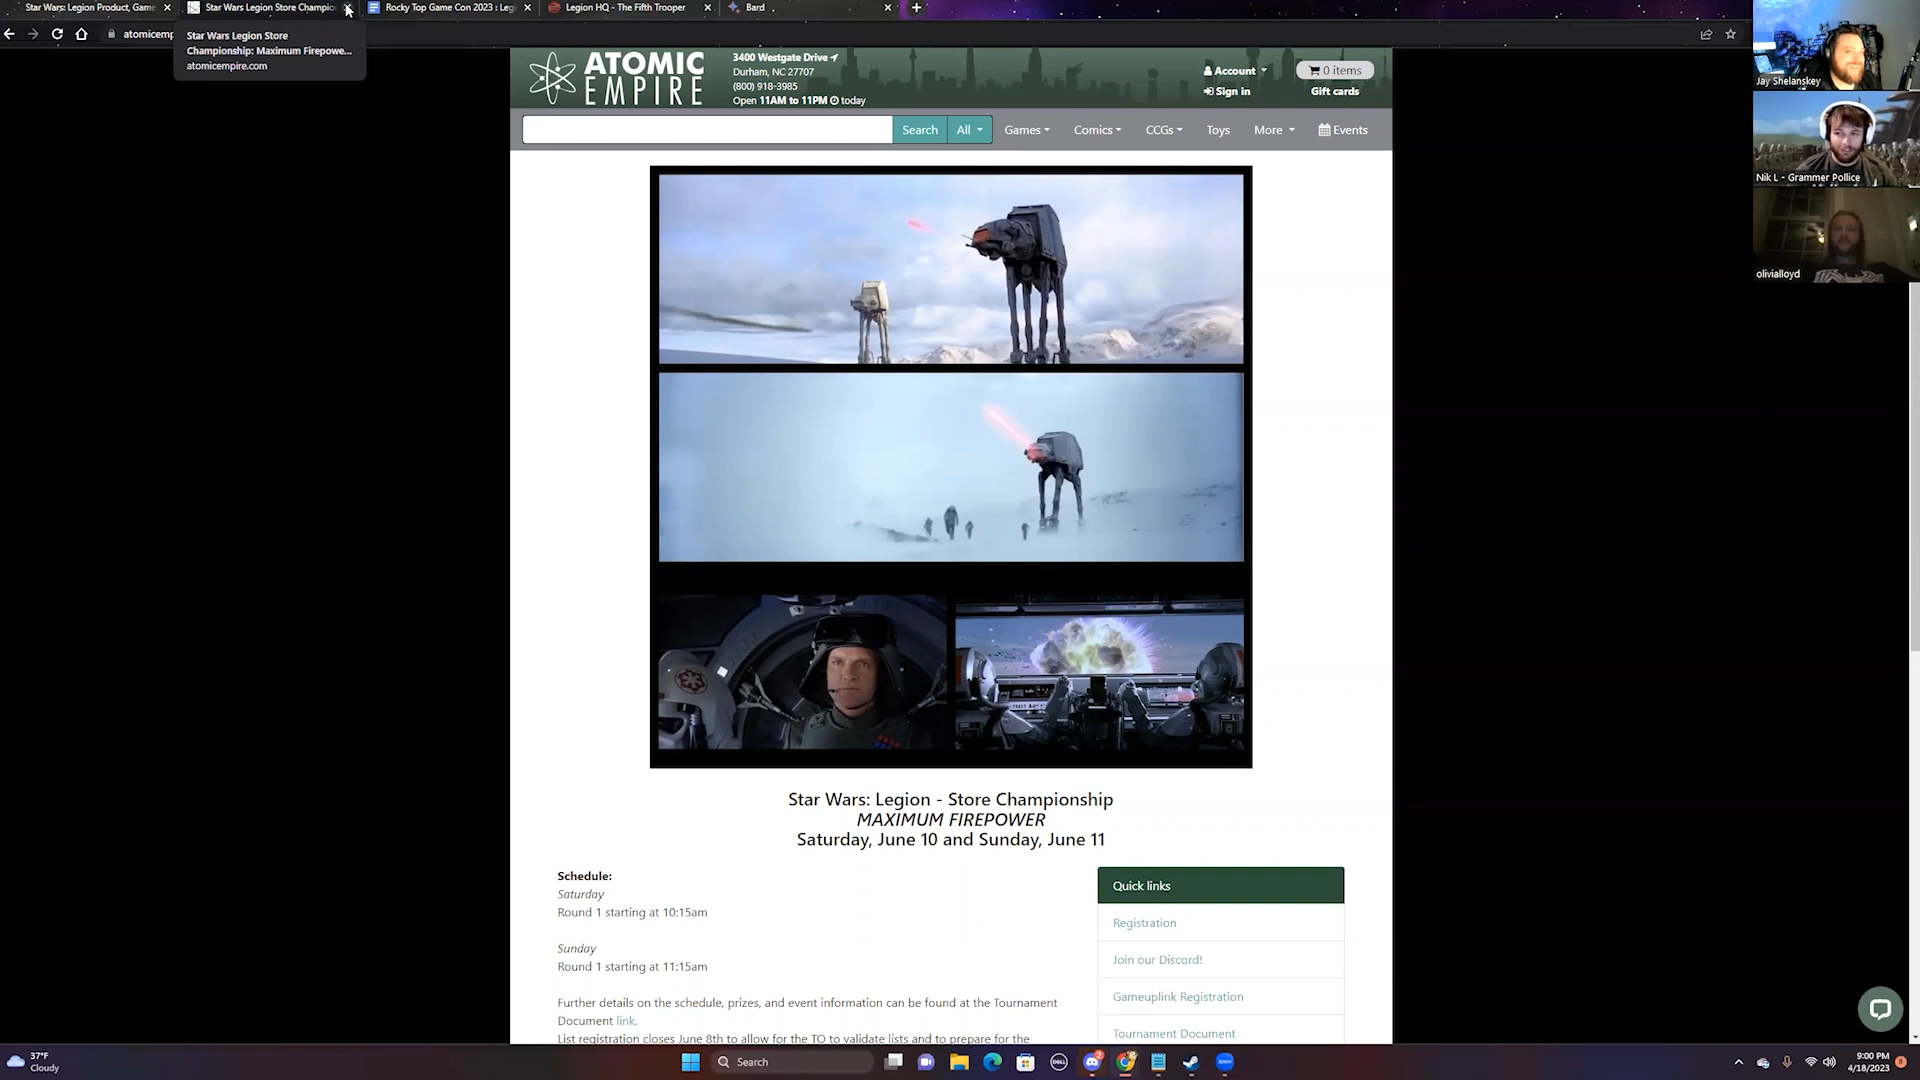 Star Wars: Legion Product, Game
Star Wars Legion Store Champion
Rocky Top Game Con 2023 : Leg
Legion HQ - The Fifth Trooper
Bard
atomicemp
Star Wars Legion Store
Championship: Maximum Firepowe...
atomicempire.com
ATOMIC
EMPIRE
3400 Westgate Drive
Durham, NC 27707
(800) 918-3985
Open 11AM to 11PM today
Account
Sign in
0 items
Gift cards
Search
All
Games
Comics
CCGs
Toys
More
Events
Jay Shelanskey
Nik L - Grammer Pollice
olivialloyd
Star Wars: Legion - Store Championship
MAXIMUM FIREPOWER
Saturday, June 10 and Sunday, June 11
Schedule:
Saturday
Round 1 starting at 10:15am
Sunday
Round 1 starting at 11:15am
Further details on the schedule, prizes, and event information can be found at the Tournament
Document link.
List registration closes June 8th to allow for the TO to validate lists and to prepare for the
Quick links
Registration
Join our Discord!
Gameuplink Registration
Tournament Document
37°F
Cloudy
Search
DELL
2
zoom
9:00 PM
4/18/2023
8